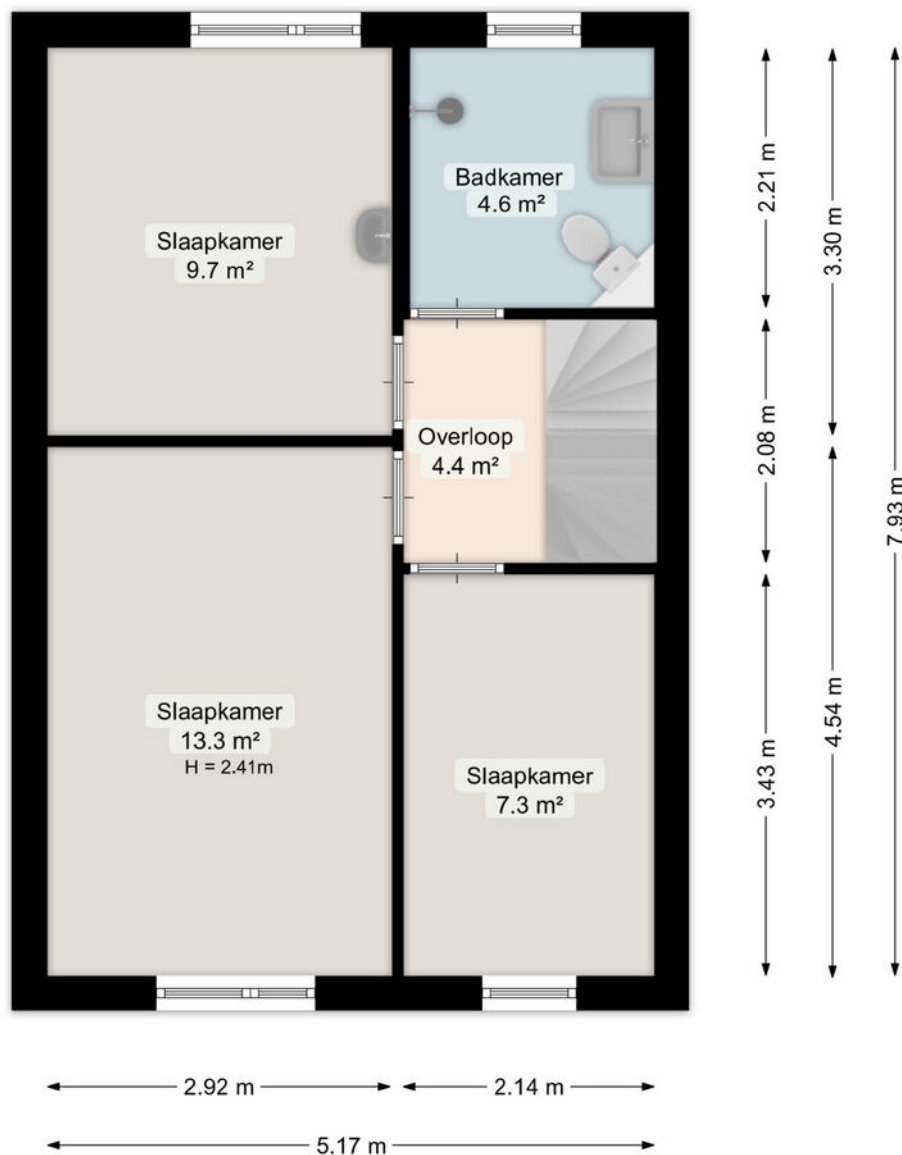 Badkamer
4.6 m²
Slaapkamer
9.7 m²
Overloop
4.4 m²
Slaapkamer
13.3 m²
H = 2.41m
Slaapkamer
7.3 m²
2.21 m
3.30 m
2.08 m
7.93 m
4.54 m
3.43 m
2.92 m
2.14 m
5.17 m